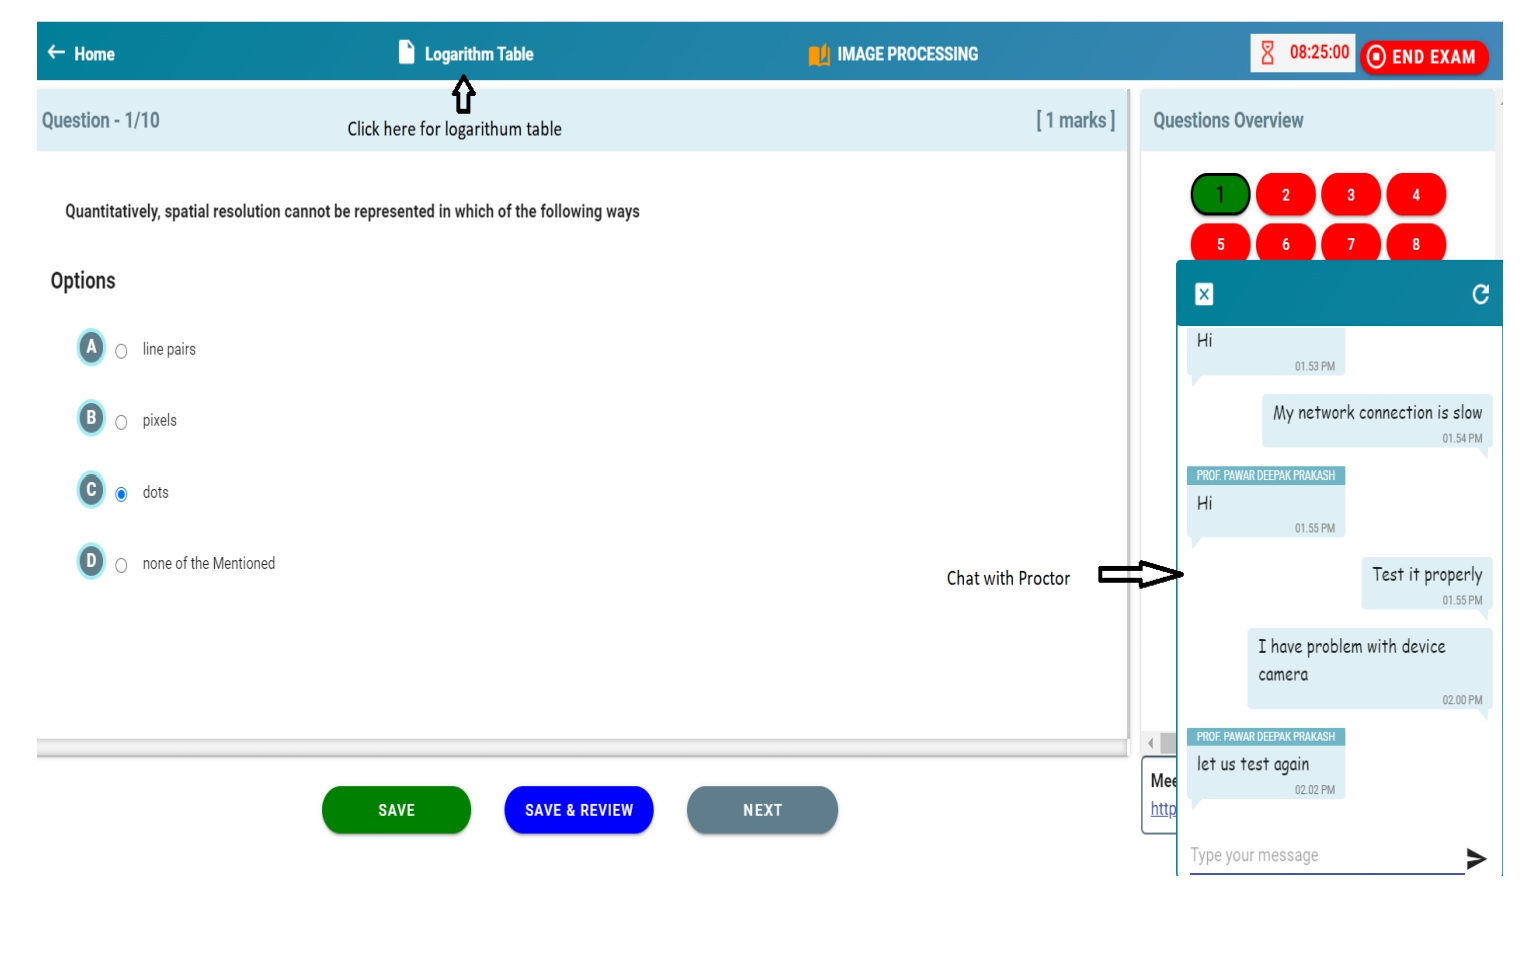 Home
Logarithm Table
IMAGE PROCESSING
08:25:00
END EXAM
Question - 1/10
Click here for logarithum table
[ 1 marks ]
Questions Overview
1 2 3 4
5 6 7 8
Quantitatively, spatial resolution cannot be represented in which of the following ways
Options
A line pairs
B pixels
C dots
D none of the Mentioned
Chat with Proctor
SAVE
SAVE & REVIEW
NEXT
Mee
http
X
Hi
01.53 PM
My network connection is slow
01.54 PM
PROF. PAWAR DEEPAK PRAKASH
Hi
01.55 PM
Test it properly
01.55 PM
I have problem with device
camera
02.00 PM
PROF. PAWAR DEEPAK PRAKASH
let us test again
02.02 PM
Type your message